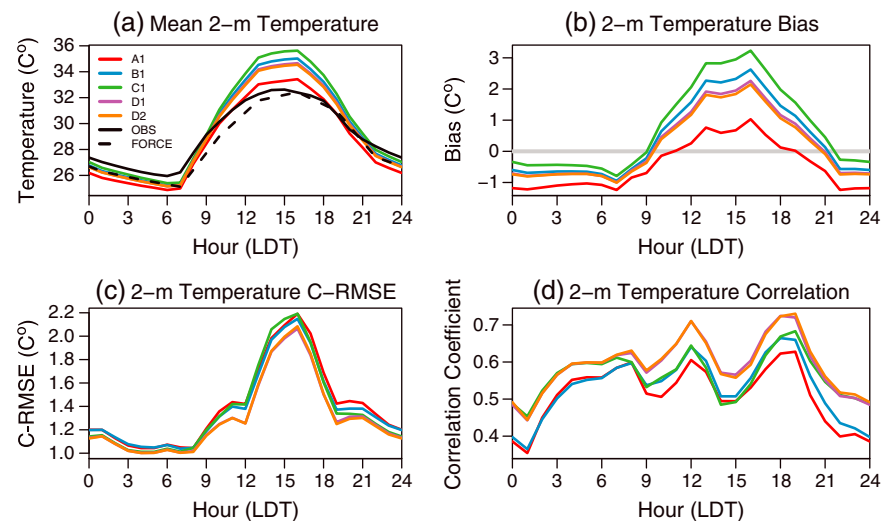 (a) Mean 2-m Temperature
Temperature (C°)
36
34
32
30
28
26
A1
B1
C1
D1
D2
OBS
FORCE
0 3 6 9 12 15 18 21 24
Hour (LDT)
(b) 2-m Temperature Bias
Bias (C°)
3
2
1
0
-1
0 3 6 9 12 15 18 21 24
Hour (LDT)
(c) 2-m Temperature C-RMSE
C-RMSE (C°)
2.2
2.0
1.8
1.6
1.4
1.2
1.0
0 3 6 9 12 15 18 21 24
Hour (LDT)
(d) 2-m Temperature Correlation
Correlation Coefficient
0.7
0.6
0.5
0.4
0 3 6 9 12 15 18 21 24
Hour (LDT)